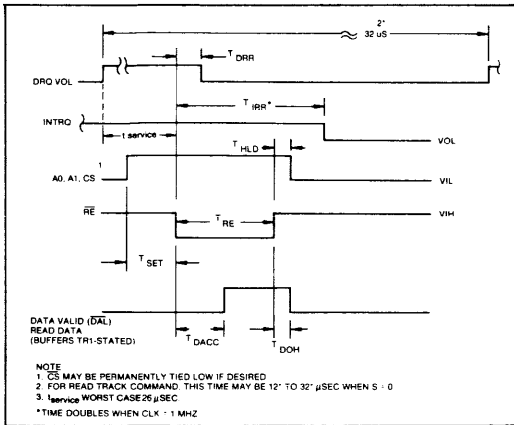 2*
32 uS
T DRR
DRQ VOL
T IRR*
INTRQ
VOL
t service
T HLD
1
A0, A1, CS
VIL
RE
VIH
T RE
T SET
DATA VALID (DAL)
READ DATA
(BUFFERS TR1-STATED)
T DACC
T DOH
NOTE
1. CS MAY BE PERMANENTLY TIED LOW IF DESIRED
2. FOR READ TRACK COMMAND. THIS TIME MAY BE 12* TO 32* µSEC WHEN S = 0
3. tservice WORST CASE 26 µSEC
*TIME DOUBLES WHEN CLK = 1 MHZ